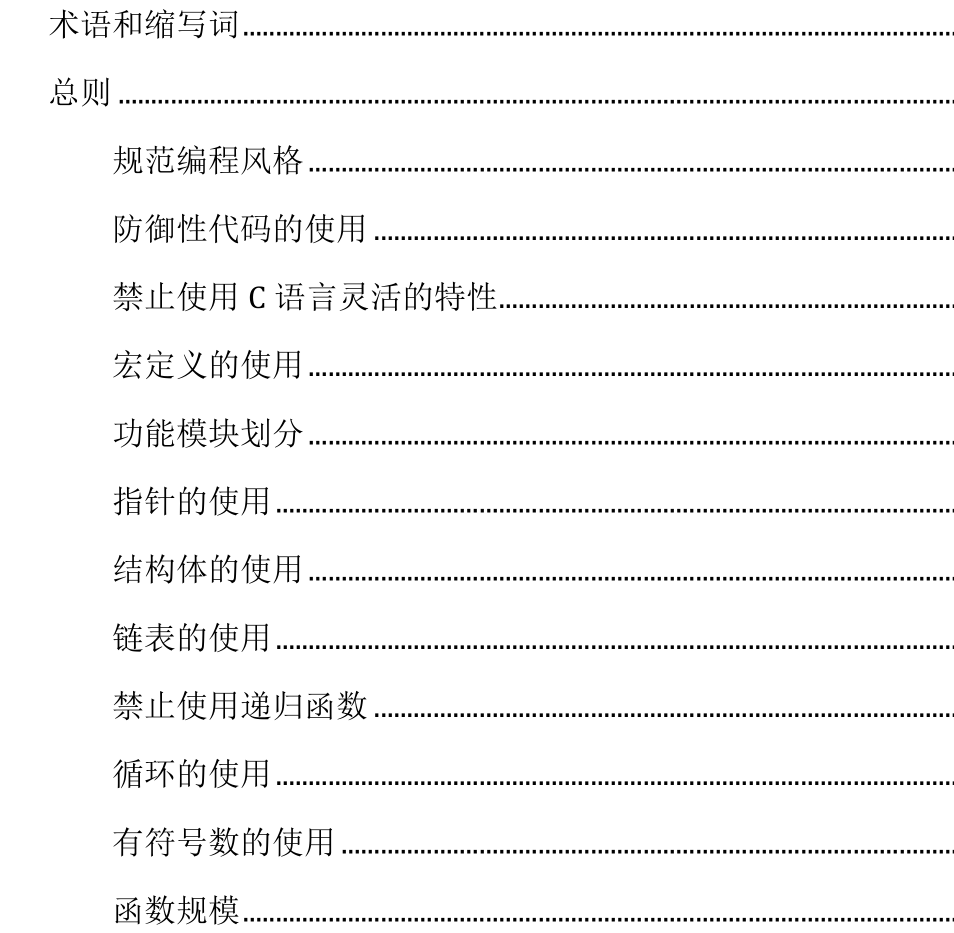 术语和缩写词................................................................
总则................................................................
规范编程风格................................................................
防御性代码的使用................................................................
禁止使用 C 语言灵活的特性................................................................
宏定义的使用................................................................
功能模块划分................................................................
指针的使用................................................................
结构体的使用................................................................
链表的使用................................................................
禁止使用递归函数................................................................
循环的使用................................................................
有符号数的使用................................................................
函数规模................................................................